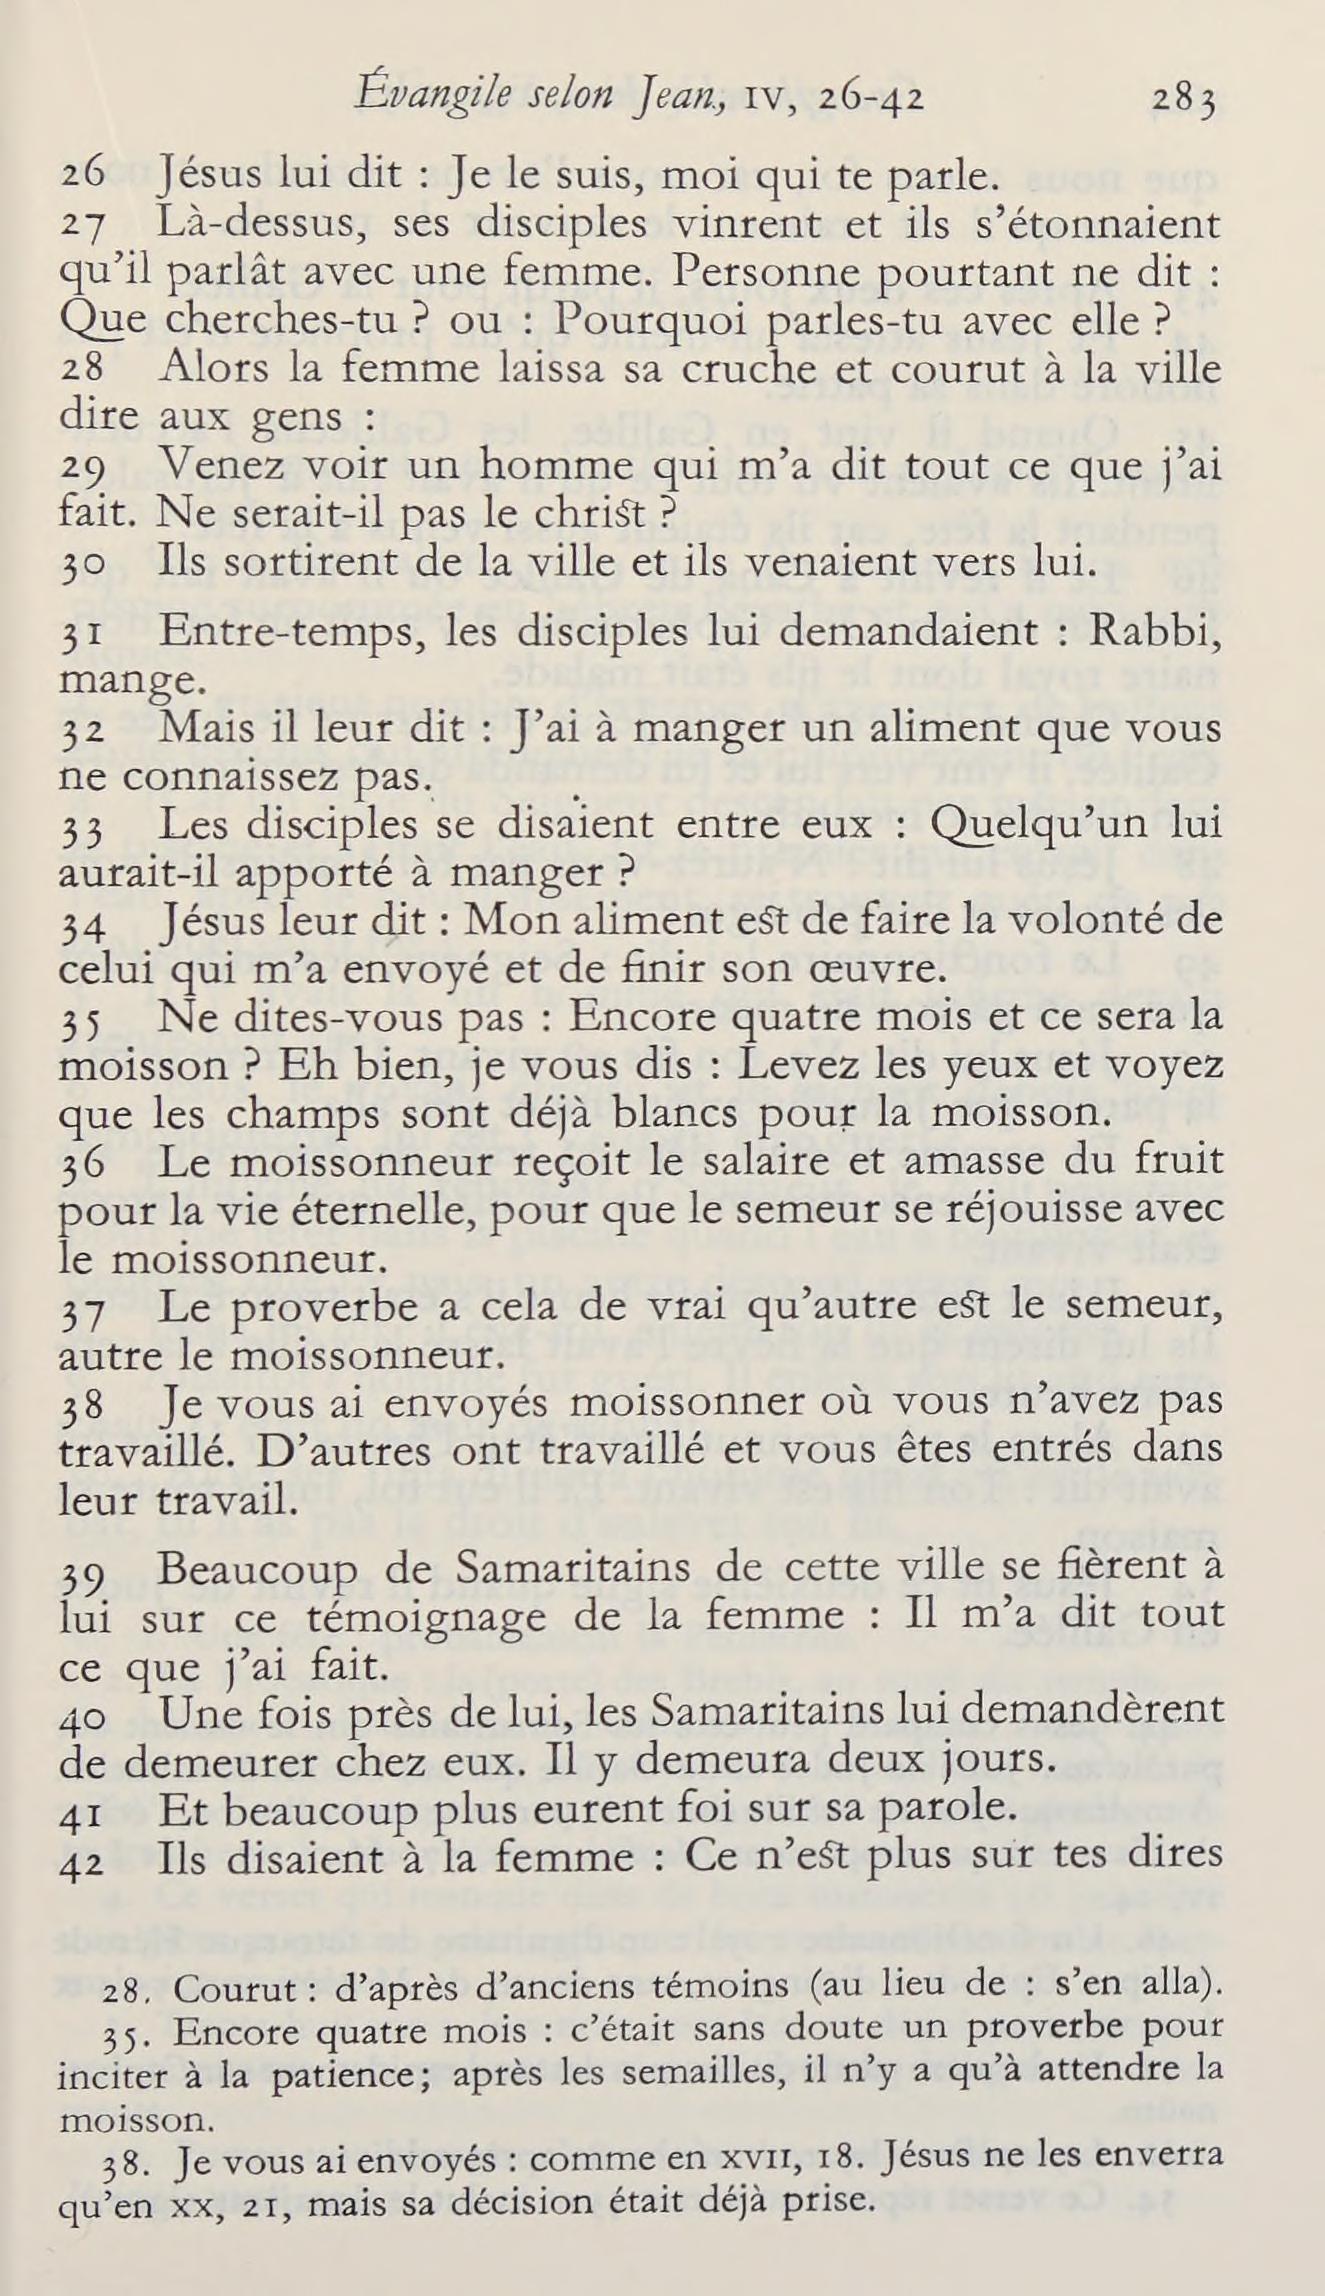 Évangile selon Jean, IV, 26-42 283
26 Jésus lui dit : Je le suis, moi qui te parle.
27 Là-dessus, ses disciples vinrent et ils s’étonnaient
qu’il parlât avec une femme. Personne pourtant ne dit :
Que cherches-tu ? ou : Pourquoi parles-tu avec elle ?
28 Alors la femme laissa sa cruche et courut à la ville
dire aux gens :
29 Venez voir un homme qui m’a dit tout ce que j’ai
fait. Ne serait-il pas le christ ?
30 Ils sortirent de la ville et ils venaient vers lui.
31 Entre-temps, les disciples lui demandaient : Rabbi,
mange.
32 Mais il leur dit : J’ai à manger un aliment que vous
ne connaissez pas.
33 Les disciples se disaient entre eux : Quelqu’un lui
aurait-il apporté à manger ?
34 Jésus leur dit : Mon aliment est de faire la volonté de
celui qui m’a envoyé et de finir son œuvre.
35 Ne dites-vous pas : Encore quatre mois et ce sera la
moisson ? Eh bien, je vous dis : Levez les yeux et voyez
que les champs sont déjà blancs pour la moisson.
36 Le moissonneur reçoit le salaire et amasse du fruit
pour la vie éternelle, pour que le semeur se réjouisse avec
le moissonneur.
37 Le proverbe a cela de vrai qu’autre est le semeur,
autre le moissonneur.
38 Je vous ai envoyés moissonner où vous n’avez pas
travaillé. D’autres ont travaillé et vous êtes entrés dans
leur travail.
39 Beaucoup de Samaritains de cette ville se fièrent à
lui sur ce témoignage de la femme : Il m’a dit tout
ce que j’ai fait.
40 Une fois près de lui, les Samaritains lui demandèrent
de demeurer chez eux. Il y demeura deux jours.
41 Et beaucoup plus eurent foi sur sa parole.
42 Ils disaient à la femme : Ce n’est plus sur tes dires
28. Courut : d’après d’anciens témoins (au lieu de : s’en alla).
35. Encore quatre mois : c’était sans doute un proverbe pour
inciter à la patience; après les semailles, il n’y a qu’à attendre la
moisson.
38. Je vous ai envoyés : comme en XVII, 18. Jésus ne les enverra
qu’en XX, 21, mais sa décision était déjà prise.